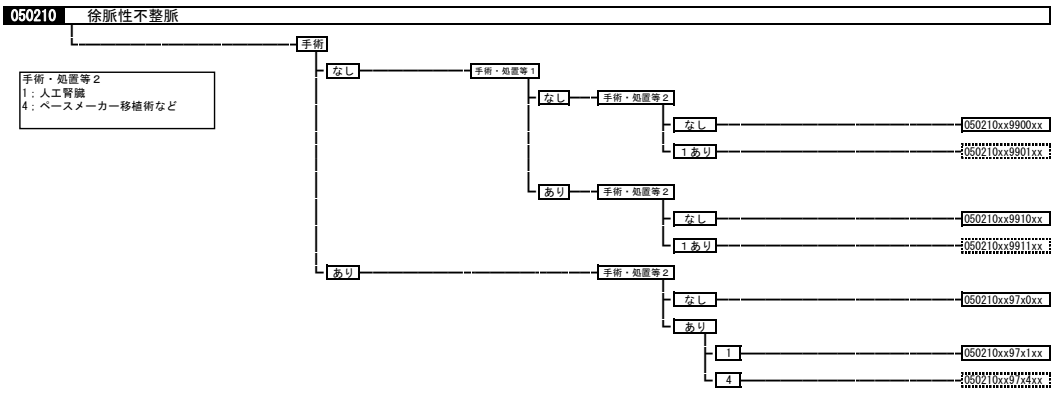 050210 徐脈性不整脈
手術
手術・処置等2
1；人工腎臓
4；ペースメーカー移植術など
なし 手術・処置等1
なし 手術・処置等2
なし 050210xx9900xx
1あり 050210xx9901xx
あり 手術・処置等2
なし 050210xx9910xx
1あり 050210xx9911xx
あり 手術・処置等2
なし 050210xx97x0xx
あり
1 050210xx97x1xx
4 050210xx97x4xx